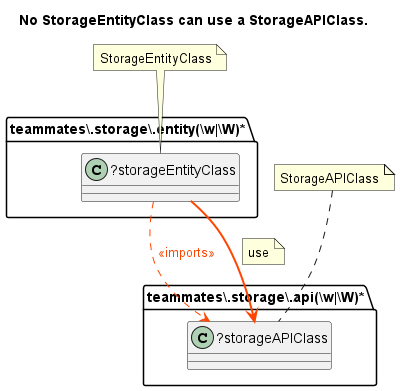 No StorageEntityClass can use a StorageAPIClass.
StorageEntityClass
teammates\.storage\.entity(\w|\W)*
C ?storageEntityClass
StorageAPIClass
«imports»
use
teammates\.storage\.api(\w|\W)*
C ?storageAPIClass